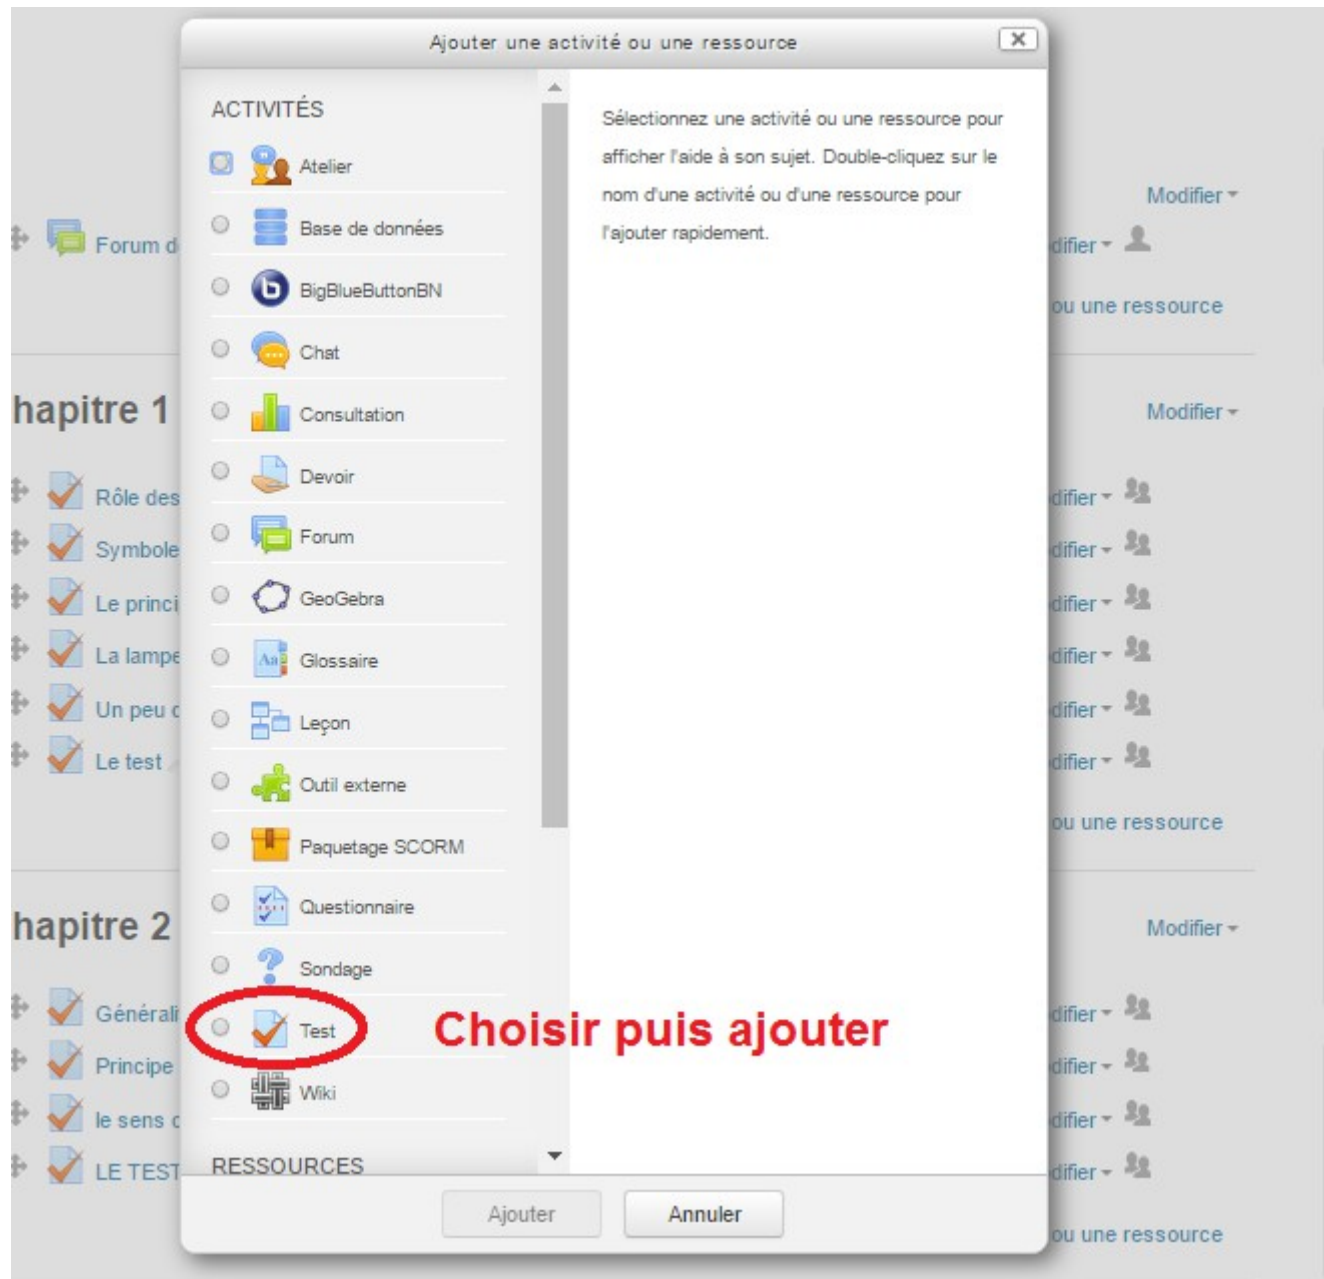 Ajouter une activité ou une ressource
ACTIVITÉS
Atelier
Base de données
BigBlueButtonBN
Chat
Consultation
Devoir
Forum
GeoGebra
Glossaire
Leçon
Outil externe
Paquetage SCORM
Questionnaire
Sondage
Test
Wiki
RESSOURCES
Sélectionnez une activité ou une ressource pour
afficher l'aide à son sujet. Double-cliquez sur le
nom d'une activité ou d'une ressource pour
l'ajouter rapidement.
Choisir puis ajouter
Ajouter
Annuler
Modifier
Forum d
difier
ou une ressource
hapitre 1
Modifier
Rôle des
difier
Symbole
difier
Le princi
difier
La lampe
difier
Un peu
difier
Le test
difier
ou une ressource
hapitre 2
Modifier
Générali
difier
Principe
difier
le sens
difier
LE TEST
difier
ou une ressource